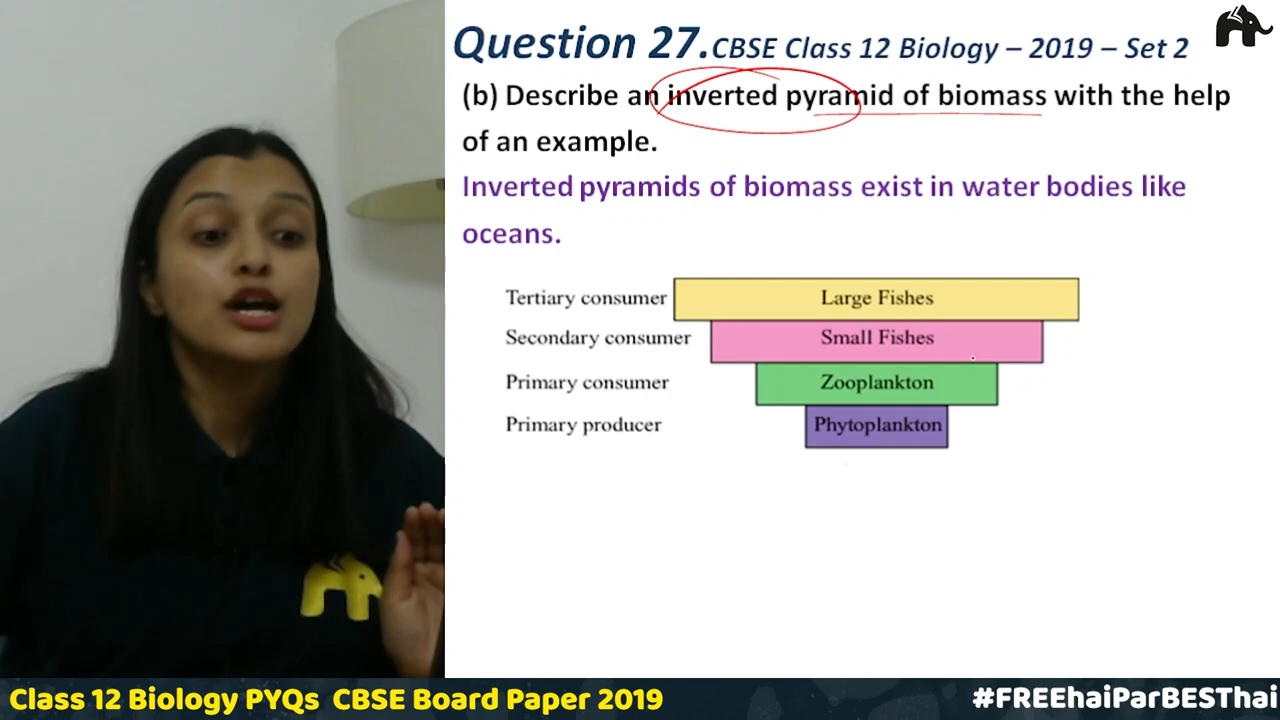 Question 27.CBSE Class 12 Biology – 2019 – Set 2
(b) Describe an inverted pyramid of biomass with the help
of an example.
Inverted pyramids of biomass exist in water bodies like
oceans.
Tertiary consumer Large Fishes
Secondary consumer Small Fishes
Primary consumer Zooplankton
Primary producer Phytoplankton
Class 12 Biology PYQs CBSE Board Paper 2019
#FREEhaiParBESThai